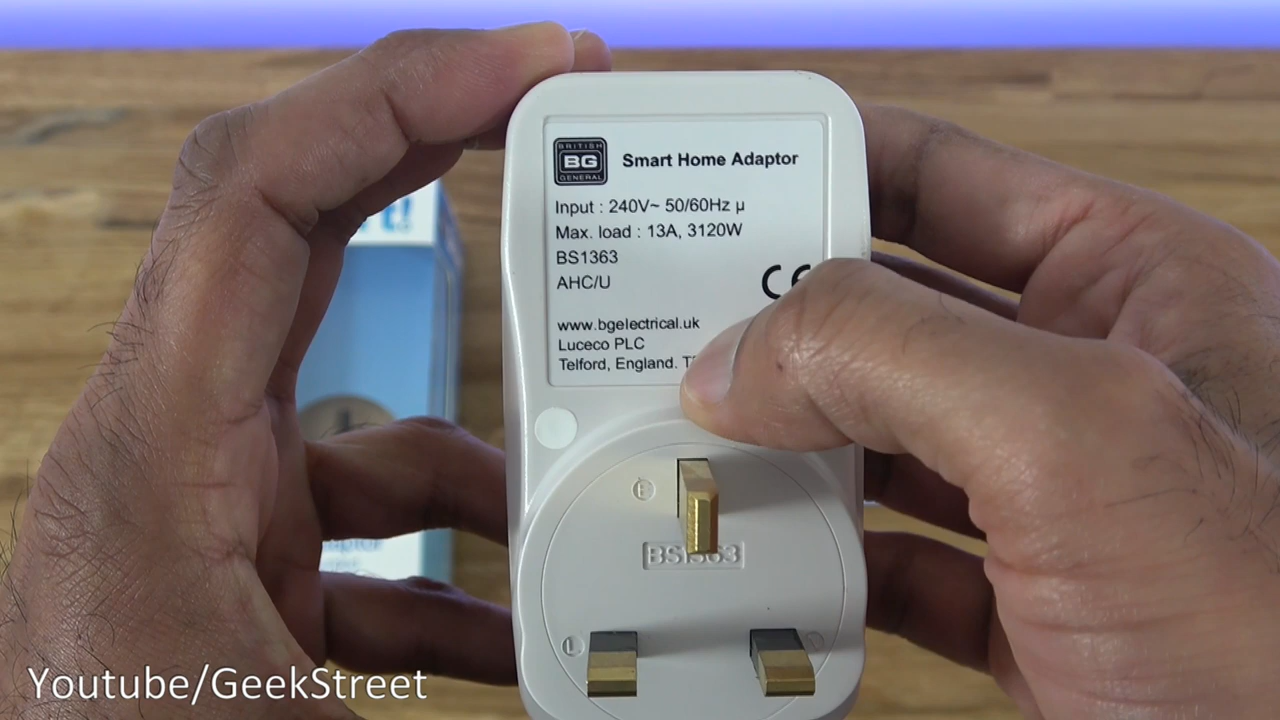 BRITISH
BG
GENERAL
Smart Home Adaptor
Input : 240V~ 50/60Hz µ
Max. load : 13A, 3120W
BS1363
AHC/U
CE
www.bgelectrical.uk
Luceco PLC
Telford, England.
E
BS1363
L
Youtube/GeekStreet